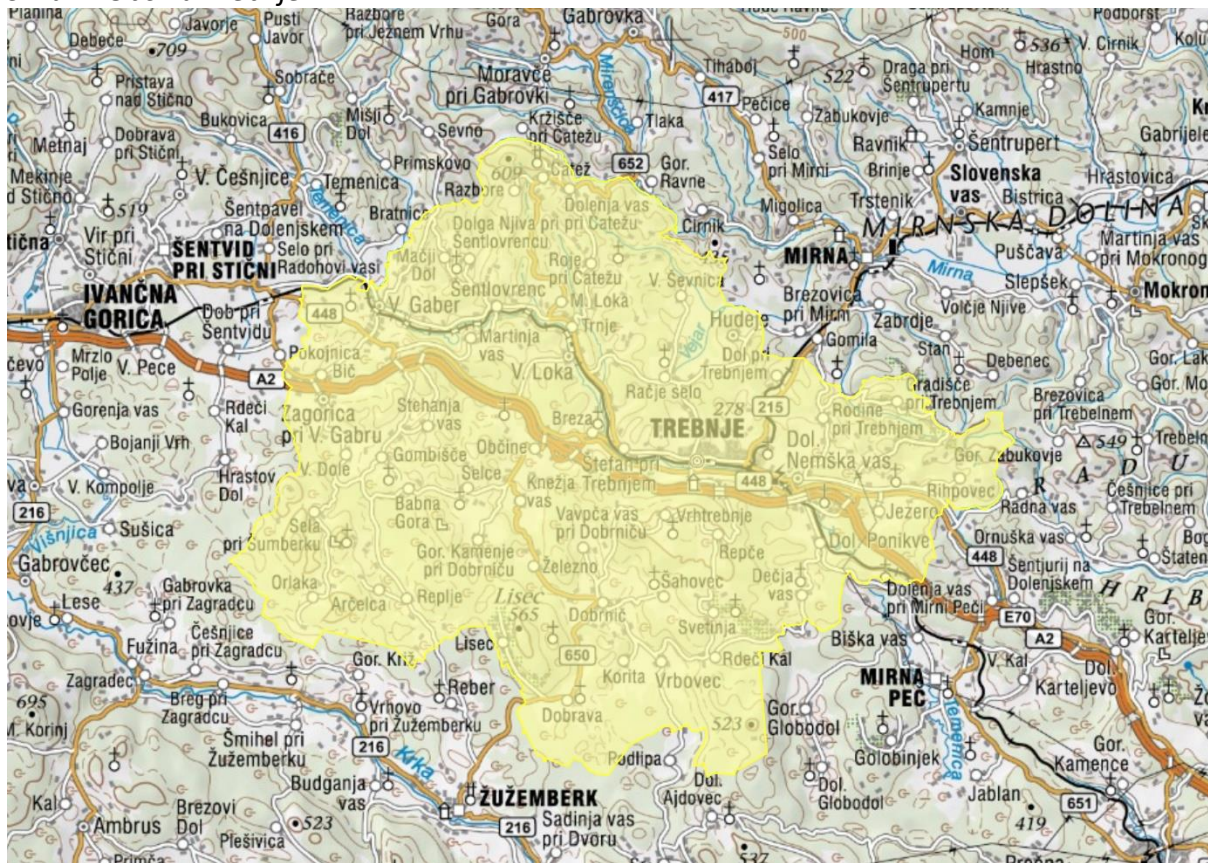 Debeče
709
Javorje
Pusti
Javor
Razbore
pri Ježnem Vrhu
Gora
Gabrovka
500
Tihaboj
522
Draga pri
Šentrupertu
Hom
536
Hrastno
V. Cirnik
Podborst
Pristava
nad Stično
Sobrače
Moravče
pri Gabrovki
Mirenščica
417
Pečice
Zabukovje
Kamnje
Metnaj
Dobrava
pri Stični
Bukovica
416
Mišji
Dol
Sevno
Križišče
pri Čatežu
Tlaka
Selo
pri Mirni
Ravnik
Šentrupert
Gabrijele
V. Češnjice
Temenica
Primskovo
609
Čatež
652
Gor.
Ravne
Brinje
Slovenska
vas
Hrastovica
Mekinje
nad Stično
519
Šentpavel
na Dolenjskem
Temenica
Bratnice
Razbore
Dolenja vas
pri Čatežu
Migolica
Trstenik
Bistrica
Vir pri
Stični
ŠENTVID
PRI STIČNI
Selo pri
Radohovi vasi
Dolga Njiva pri
Šentlovrencu
Cirnik
MIRNSKA DOLINA
Puščava
Martinja vas
pri Mokronogu
Mačji
Dol
Roje
pri Čatežu
V. Ševnica
MIRNA
Mirna
Slepšek
IVANČNA
GORICA
Dob pri
Šentvidu
448
V. Gaber
Šentlovrenc
M. Loka
Brezovica
pri Mirni
Volčje Njive
Mrzlo
Polje
V. Pece
Pokojnica
Bič
Martinja
vas
Trnje
Vejar
Hudeje
Zabrdje
Gomila
Stan
Debenec
A2
V. Loka
Dol pri
Trebnjem
Gradišče
pri Trebnjem
Brezovica
pri Trebelnem
Gorenja vas
Rdeči
Kal
Zagorica
pri V. Gabru
Stehanja
vas
Breza
Račje selo
278
215
Rodine
pri Trebnjem
Bojanji Vrh
Občine
TREBNJE
Dol.
Nemška vas
Gor. Zabukovje
549
V. Kompolje
Hrastov
Dol
V. Dole
Gombišče
Selce
Štefan pri
Trebnjem
448
Rihpovec
RADU
Češnjice pri
Trebelnem
216
Višnjica
Sušica
Babna
Gora
Knežja
vas
Vavpča vas
pri Dobrniču
Vrhtrebnje
Jezero
Radna vas
Gabrovčec
Sela
pri Šumberku
Gor. Kamenje
pri Dobrniču
Repče
Dol. Ponikve
Ornuška vas
437
Gabrovka
pri Zagradcu
Železno
Šahovec
Dečja
vas
448
Šentjurij na
Dolenjskem
Lese
Orlaka
Arčelca
Replje
Lisec
565
Dobrnič
Dolenja vas
pri Mirni Peči
HRIB
Fužina
Češnjice
pri Zagradcu
Svetinja
Biška vas
E70
A2
Gor.
Karteljevo
Zagradec
Gor. Križ
Lisec
650
Rdeči Kal
MIRNA
PEČ
V. Kal
Dol.
Karteljevo
695
M. Korinj
Breg pri
Zagradcu
Vrhovo
pri Žužemberku
Reber
Korita
Vrbovec
Temenica
Šmihel pri
Žužemberku
216
Krka
Dobrava
523
Gor.
Globodol
Golobinjek
Gor.
Kamence
Budganja
vas
Podlipa
Dol.
Ajdovec
Dol.
Globodol
Jablan
Kal
Ambrus
Brezovi
Dol
Plešivica
523
ŽUŽEMBERK
216
Sadinja vas
pri Dvoru
537
419
651
Primča